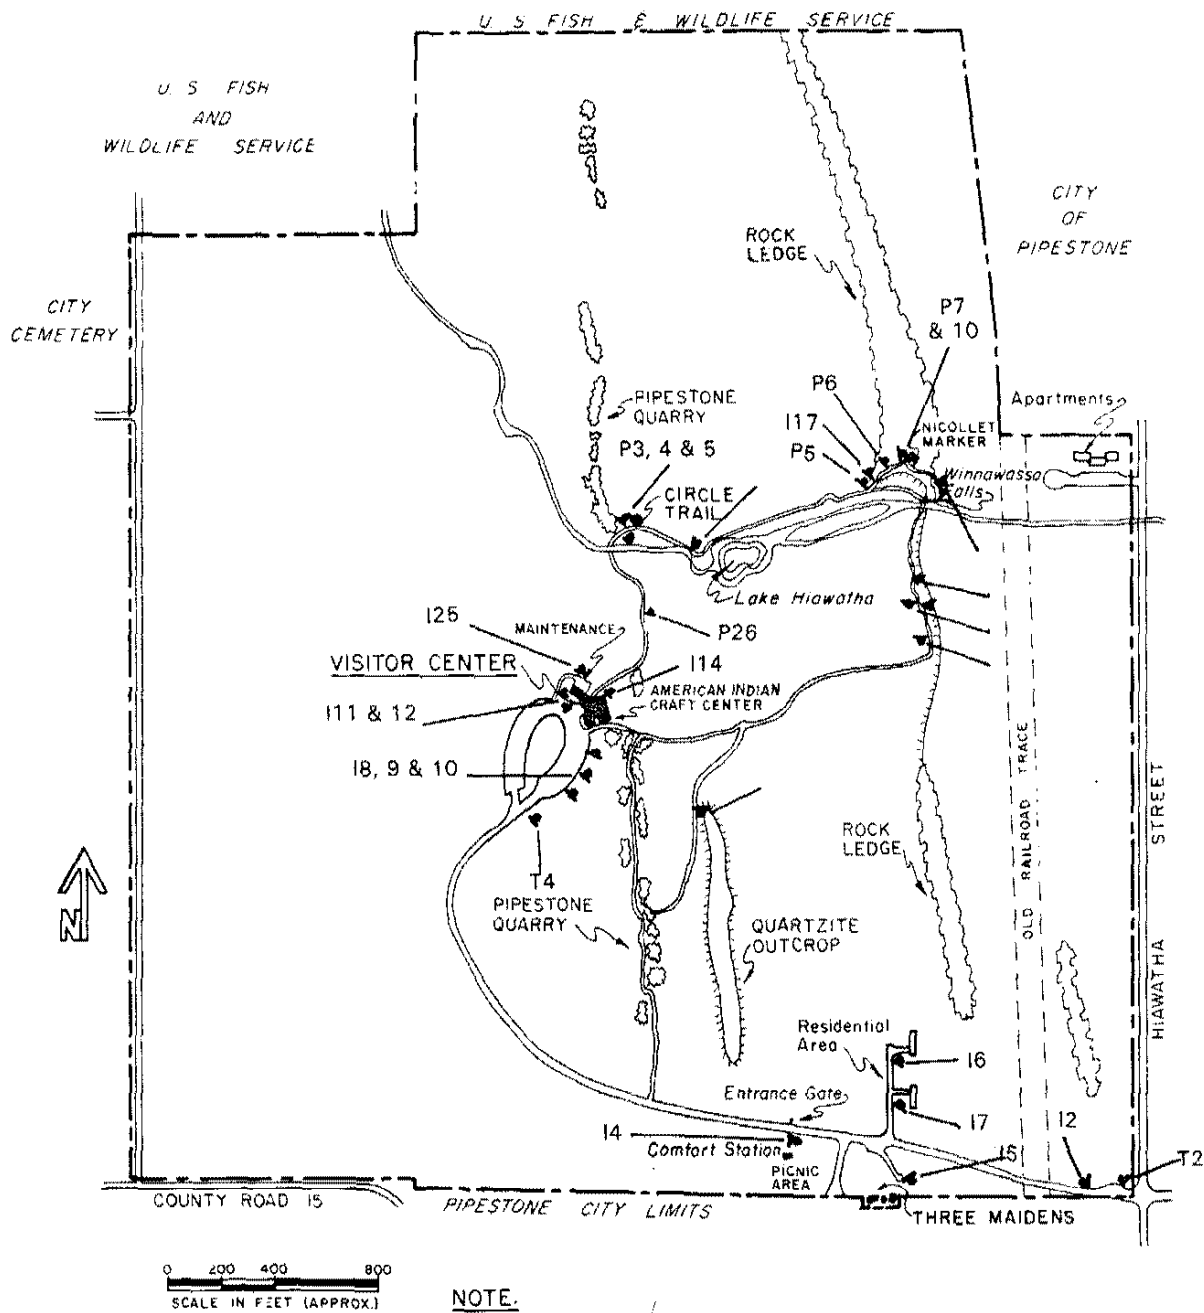 U. S FISH & WILDLIFE SERVICE
U. S FISH
AND
WILDLIFE SERVICE
CITY
OF
PIPESTONE
ROCK
LEDGE
CITY
CEMETERY
P7
& 10
P6
I17
P5
Apartments
NICOLLET
MARKER
PIPESTONE
QUARRY
P3, 4 & 5
Winnawassa
Falls
CIRCLE
TRAIL
Lake Hiawatha
I25
MAINTENANCE
P26
VISITOR CENTER
I14
AMERICAN INDIAN
CRAFT CENTER
I11 & 12
I8, 9 & 10
OLD RAILROAD TRACE
HIAWATHA STREET
ROCK
LEDGE
T4
PIPESTONE
QUARRY
N
QUARTZITE
OUTCROP
Residential
Area
I6
Entrance Gate
I7
I4
Comfort Station
I5
I2
T2
PICNIC
AREA
COUNTY ROAD 15
PIPESTONE CITY LIMITS
THREE MAIDENS
0 200 400 800
SCALE IN FEET (APPROX.)
NOTE.